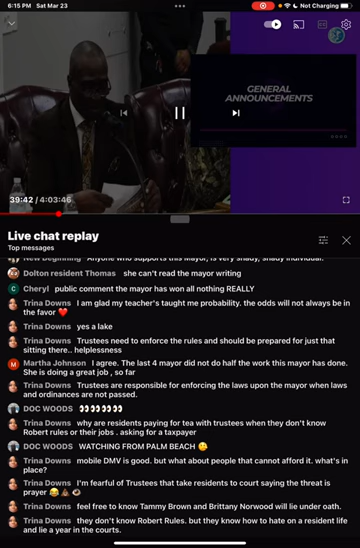 6:15 PM Sat Mar 23
Not Charging
GENERAL
ANNOUNCEMENTS
39:42 / 4:03:46
Live chat replay
Top messages
New Beginning Anyone who supports this mayor, is very shady, shady individual.
Dolton resident Thomas she can't read the mayor writing
Cheryl public comment the mayor has won all nothing REALLY
Trina Downs I am glad my teacher's taught me probability. the odds will not always be in
the favor ❤️
Trina Downs yes a lake
Trina Downs Trustees need to enforce the rules and should be prepared for just that
sitting there.. helplessness
Martha Johnson I agree. The last 4 mayor did not do half the work this mayor has done.
She is doing a great job , so far
Trina Downs Trustees are responsible for enforcing the laws upon the mayor when laws
and ordinances are not passed.
DOC WOODS 👀👀👀👀👀
Trina Downs why are residents paying for tea with trustees when they don't know
Robert rules or their jobs . asking for a taxpayer
DOC WOODS WATCHING FROM PALM BEACH
Trina Downs mobile DMV is good. but what about people that cannot afford it. what's in
place?
Trina Downs I'm fearful of Trustees that take residents to court saying the threat is
prayer
Trina Downs feel free to know Tammy Brown and Brittany Norwood will lie under oath.
Trina Downs they don't know Robert Rules. but they know how to hate on a resident life
and lie a year in the courts.